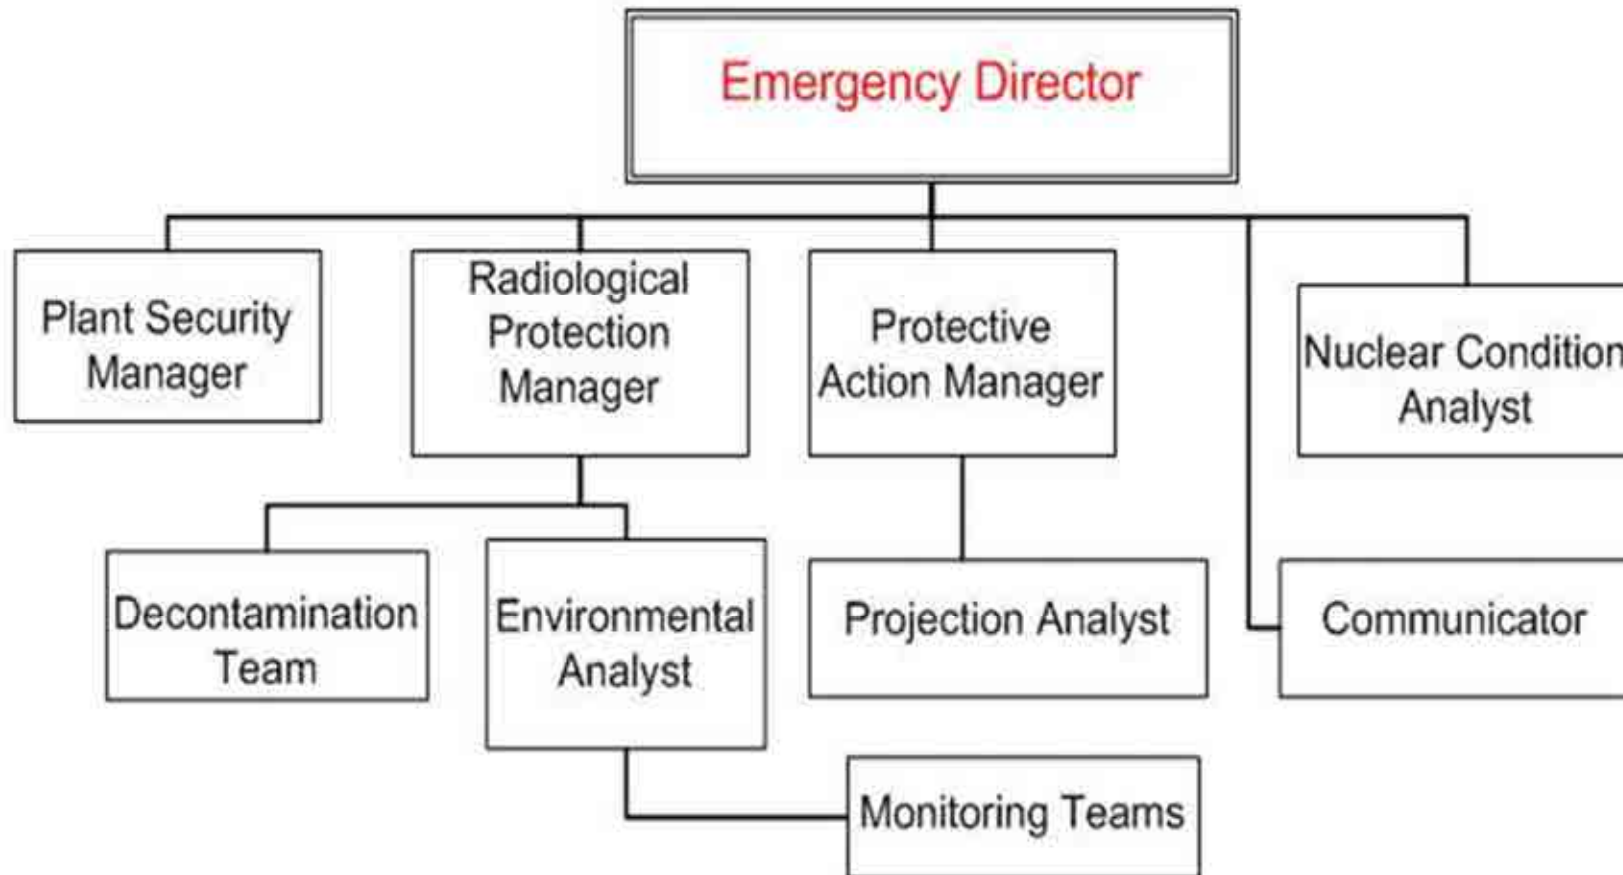 Emergency Director
Plant Security
Manager
Radiological
Protection
Manager
Protective
Action Manager
Nuclear Condition
Analyst
Decontamination
Team
Environmental
Analyst
Projection Analyst
Communicator
Monitoring Teams